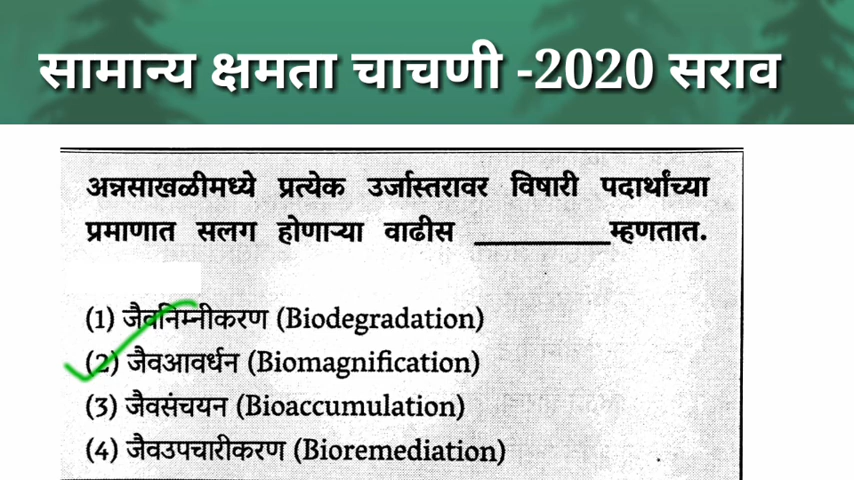 सामान्य क्षमता चाचणी -2020 सराव
अन्नसाखळीमध्ये प्रत्येक उर्जास्तरावर विषारी पदार्थांच्या
प्रमाणात सलग होणाऱ्या वाढीस __________म्हणतात.
(1) जैवनिम्नीकरण (Biodegradation)
(2) जैवआवर्धन (Biomagnification)
(3) जैवसंचयन (Bioaccumulation)
(4) जैवउपचारीकरण (Bioremediation)